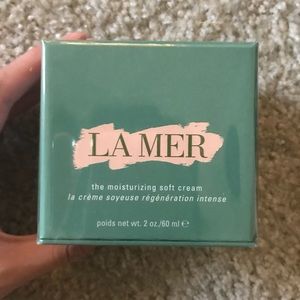 LA MER
the moisturizing soft cream
la crème soyeuse régénération intense
poids net wt. 2 oz./60 ml ℮